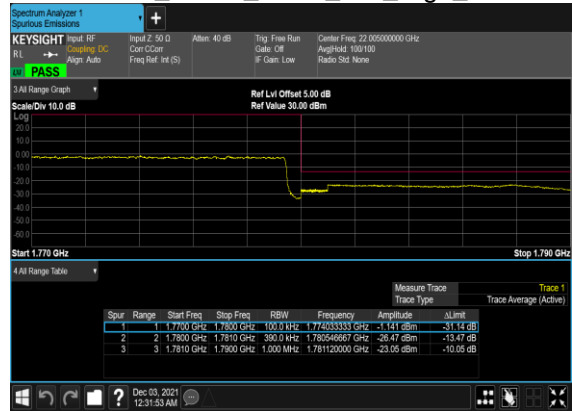 Spectrum Analyzer 1
Spurious Emissions
+
KEYSIGHT Input: RF Input Z: 50 Ω Atten: 40 dB Trig: Free Run Center Freq: 22.005000000 GHz
RL Coupling: DC Corr CCorr Gate: Off Avg|Hold: 100/100
Align: Auto Freq Ref: Int (S) IF Gain: Low Radio Std: None
LW PASS
3 All Range Graph
Ref Lvl Offset 5.00 dB
Scale/Div 10.0 dB Ref Value 30.00 dBm
Log
20.0
10.0
0.00
-10.0
-20.0
-30.0
-40.0
-50.0
-60.0
Start 1.770 GHz Stop 1.790 GHz
4 All Range Table
Measure Trace Trace 1
Trace Type Trace Average (Active)
Spur Range Start Freq Stop Freq RBW Frequency Amplitude ΔLimit
1 1 1.7700 GHz 1.7800 GHz 100.0 kHz 1.774033333 GHz -1.141 dBm -31.14 dB
2 2 1.7800 GHz 1.7810 GHz 390.0 kHz 1.780546667 GHz -26.47 dBm -13.47 dB
3 3 1.7810 GHz 1.7900 GHz 1.000 MHz 1.781120000 GHz -23.05 dBm -10.05 dB
? Dec 03, 2021
12:31:53 AM